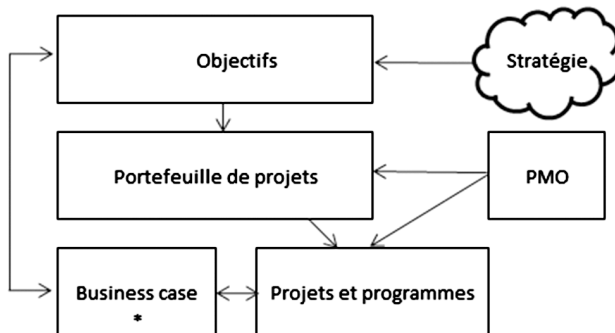 Objectifs
Stratégie
Portefeuille de projets
PMO
Business case
*
Projets et programmes